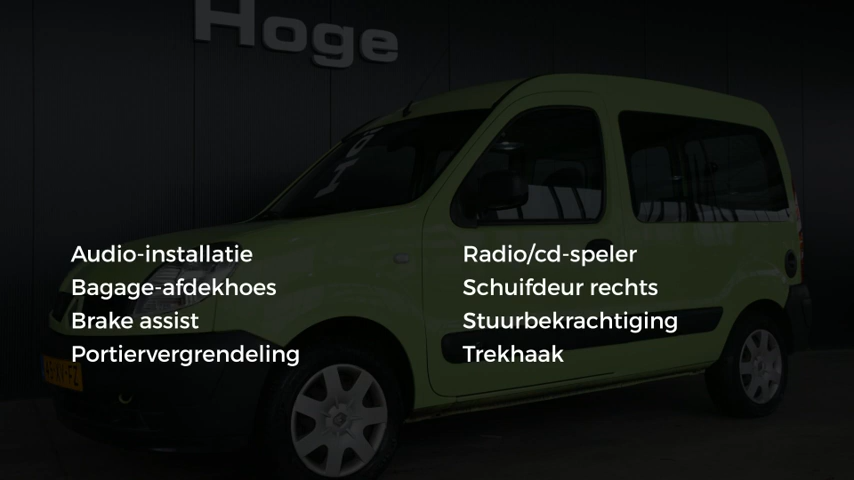 Hoge
Audio-installatie
Bagage-afdekhoes
Brake assist
Portiervergrendeling
Radio/cd-speler
Schuifdeur rechts
Stuurbekrachtiging
Trekhaak